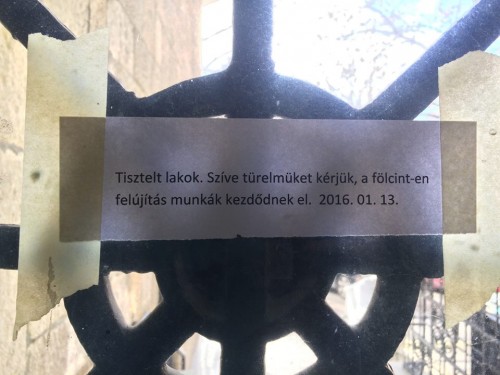 Tisztelt lakok. Szíve türelmüket kérjük, a fölcint-en
felújítás munkák kezdődnek el. 2016. 01. 13.